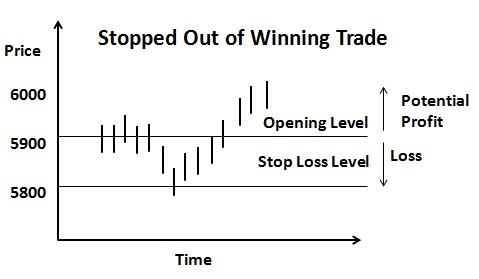 Stopped Out of Winning Trade
Price
6000
Potential
Profit
Opening Level
5900
Loss
Stop Loss Level
5800
Time